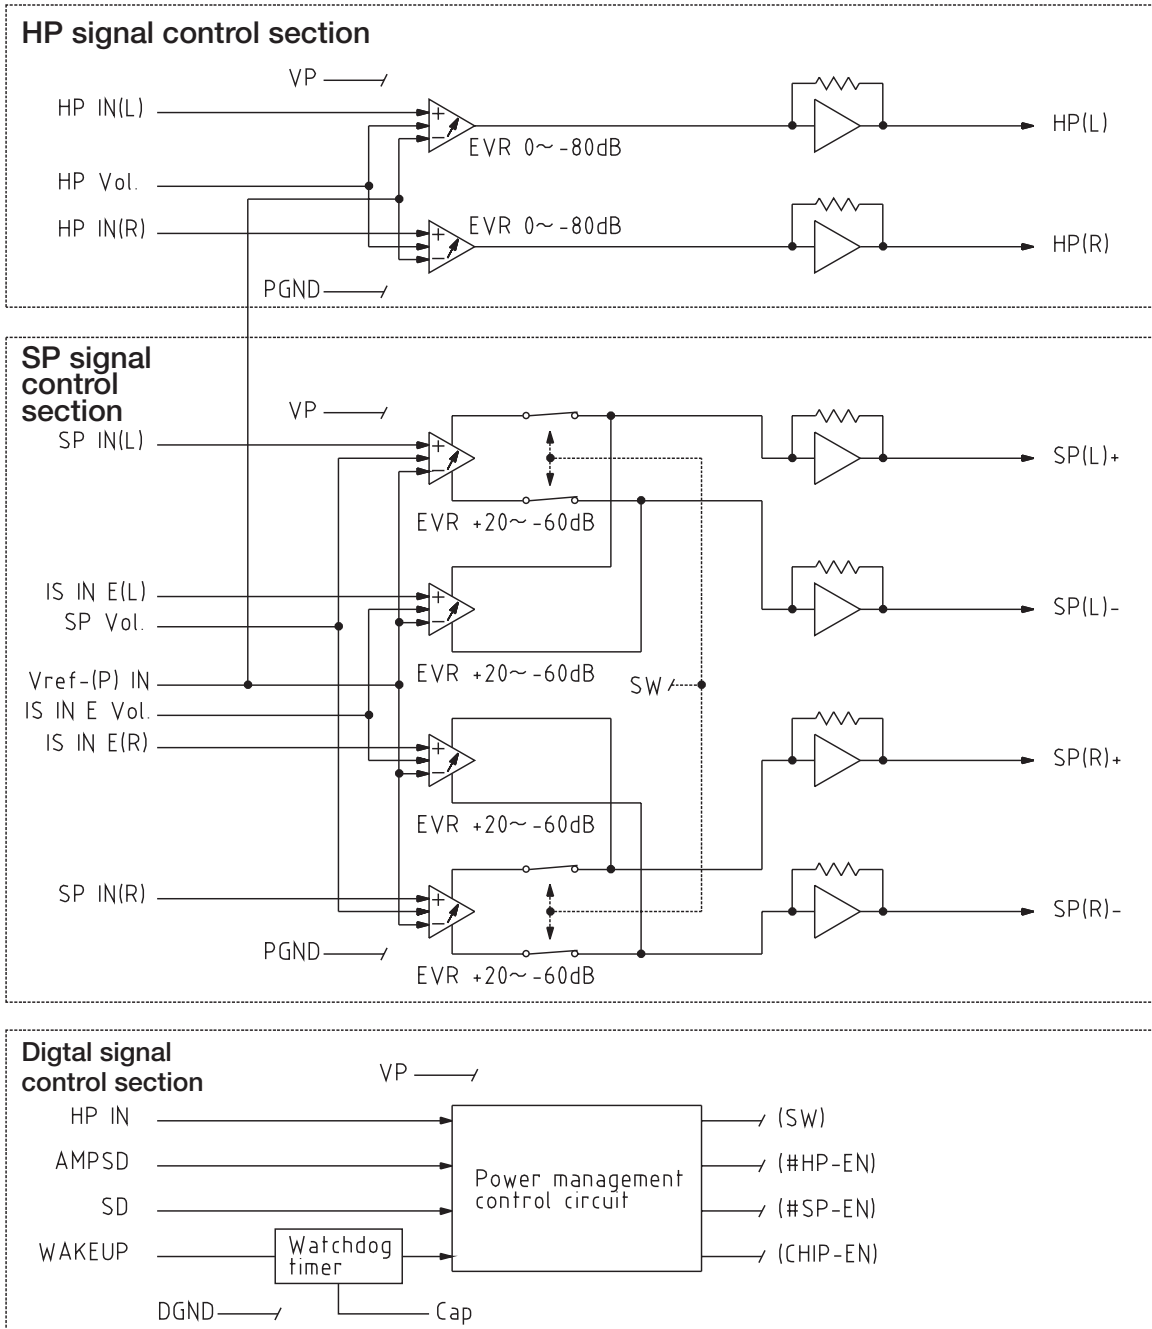 HP signal control section
VP
HP IN(L)
HP(L)
EVR 0～-80dB
HP Vol.
HP IN(R)
EVR 0～-80dB
HP(R)
PGND
SP signal
control
section
VP
SP IN(L)
SP(L)+
EVR +20～-60dB
IS IN E(L)
SP(L)-
SP Vol.
EVR +20～-60dB
Vref-(P) IN
SW
IS IN E Vol.
IS IN E(R)
SP(R)+
EVR +20～-60dB
SP IN(R)
SP(R)-
PGND
EVR +20～-60dB
Digtal signal
control section
VP
HP IN
(SW)
AMPSD
(#HP-EN)
Power management
control circuit
SD
(#SP-EN)
WAKEUP
Watchdog
timer
(CHIP-EN)
DGND
Cap